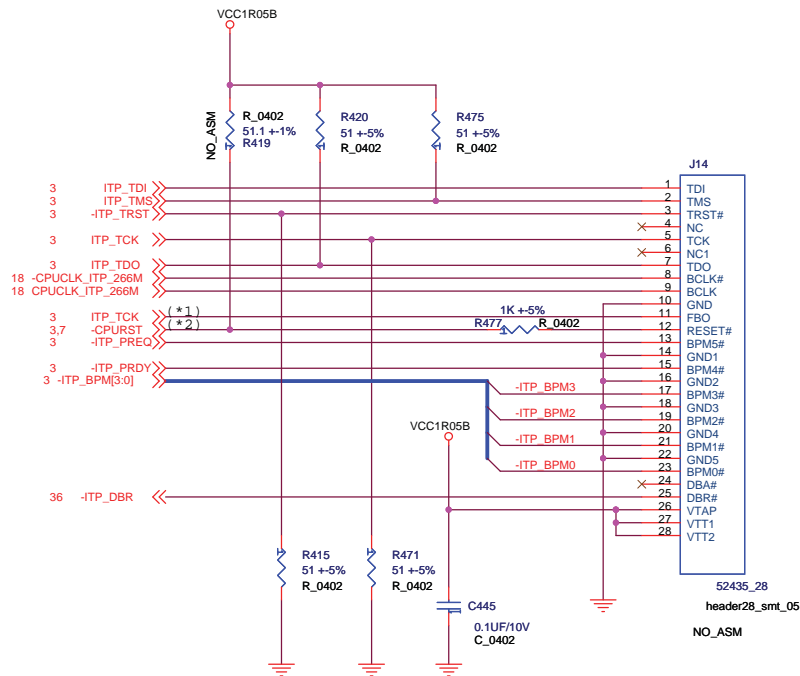 VCC1R05B
NO_ASM
R_0402
51.1 +-1%
R419
R420
51 +-5%
R_0402
R475
51 +-5%
R_0402
J14
3 ITP_TDI 1 TDI
3 ITP_TMS 2 TMS
3 -ITP_TRST 3 TRST#
4 NC
3 ITP_TCK 5 TCK
6 NC1
3 ITP_TDO 7 TDO
18 -CPUCLK_ITP_266M 8 BCLK#
18 CPUCLK_ITP_266M 9 BCLK
10 GND
3 ITP_TCK (*1) 11 FBO
1K +-5%
3,7 -CPURST (*2) R477 R_0402 12 RESET#
3 -ITP_PREQ 13 BPM5#
14 GND1
3 -ITP_PRDY 15 BPM4#
3 -ITP_BPM[3:0] 16 GND2
-ITP_BPM3 17 BPM3#
18 GND3
-ITP_BPM2 19 BPM2#
20 GND4
VCC1R05B
-ITP_BPM1 21 BPM1#
22 GND5
-ITP_BPM0 23 BPM0#
24 DBA#
36 -ITP_DBR 25 DBR#
26 VTAP
27 VTT1
28 VTT2
R415
51 +-5%
R_0402
R471
51 +-5%
R_0402
C445
0.1UF/10V
C_0402
52435_28
header28_smt_05
NO_ASM